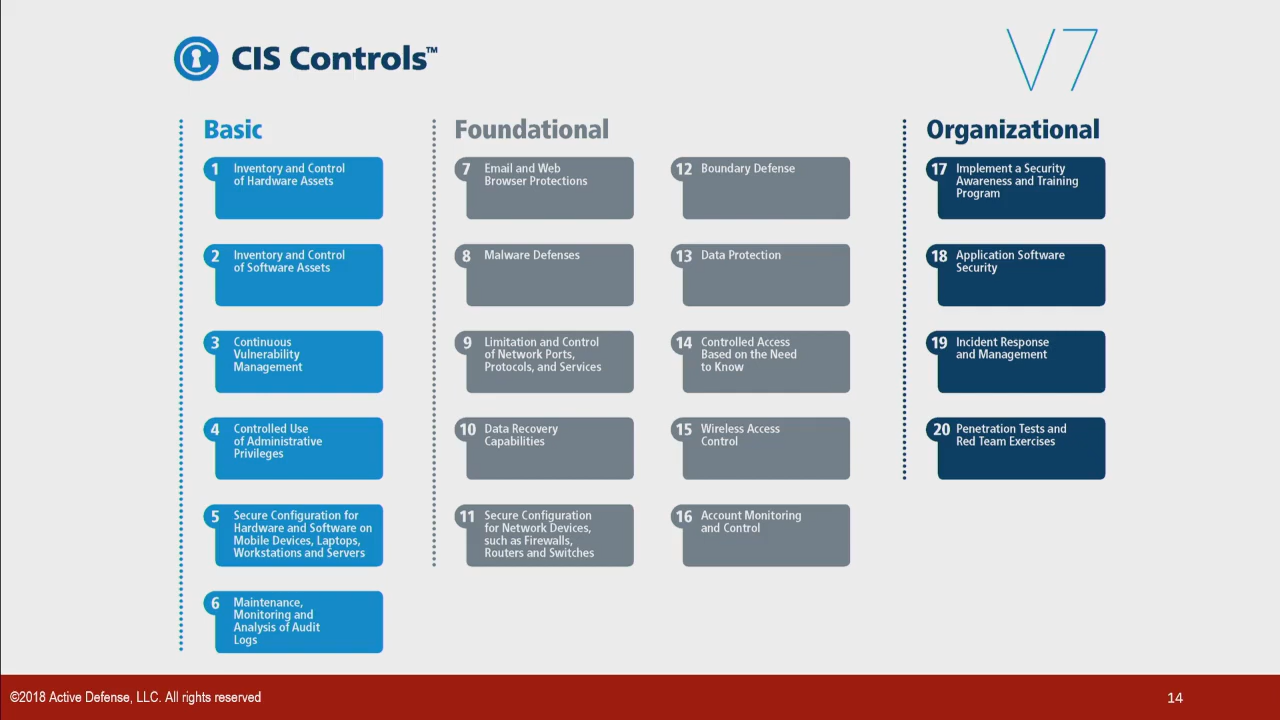 CIS Controls™
V7
Basic
1 Inventory and Control
of Hardware Assets
2 Inventory and Control
of Software Assets
3 Continuous
Vulnerability
Management
4 Controlled Use
of Administrative
Privileges
5 Secure Configuration for
Hardware and Software on
Mobile Devices, Laptops,
Workstations and Servers
6 Maintenance,
Monitoring and
Analysis of Audit
Logs
Foundational
7 Email and Web
Browser Protections
8 Malware Defenses
9 Limitation and Control
of Network Ports,
Protocols, and Services
10 Data Recovery
Capabilities
11 Secure Configuration
for Network Devices,
such as Firewalls,
Routers and Switches
12 Boundary Defense
13 Data Protection
14 Controlled Access
Based on the Need
to Know
15 Wireless Access
Control
16 Account Monitoring
and Control
Organizational
17 Implement a Security
Awareness and Training
Program
18 Application Software
Security
19 Incident Response
and Management
20 Penetration Tests and
Red Team Exercises
©2018 Active Defense, LLC. All rights reserved
14